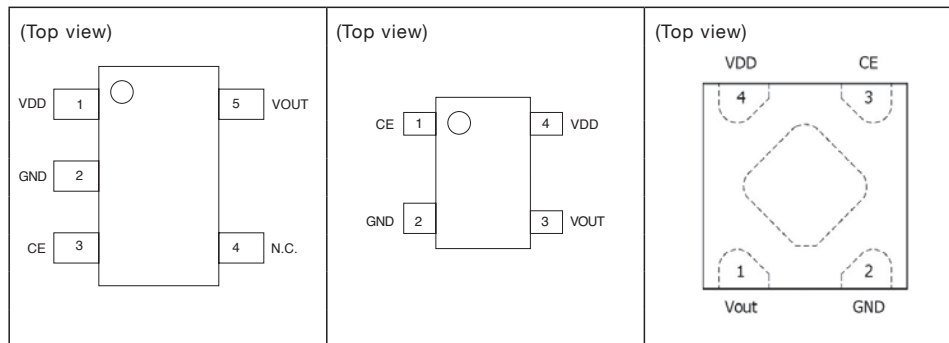 (Top view)
VDD 1
5 VOUT
GND 2
CE 3
4 N.C.
(Top view)
CE 1
4 VDD
GND 2
3 VOUT
(Top view)
VDD CE
4 3
1 2
Vout GND